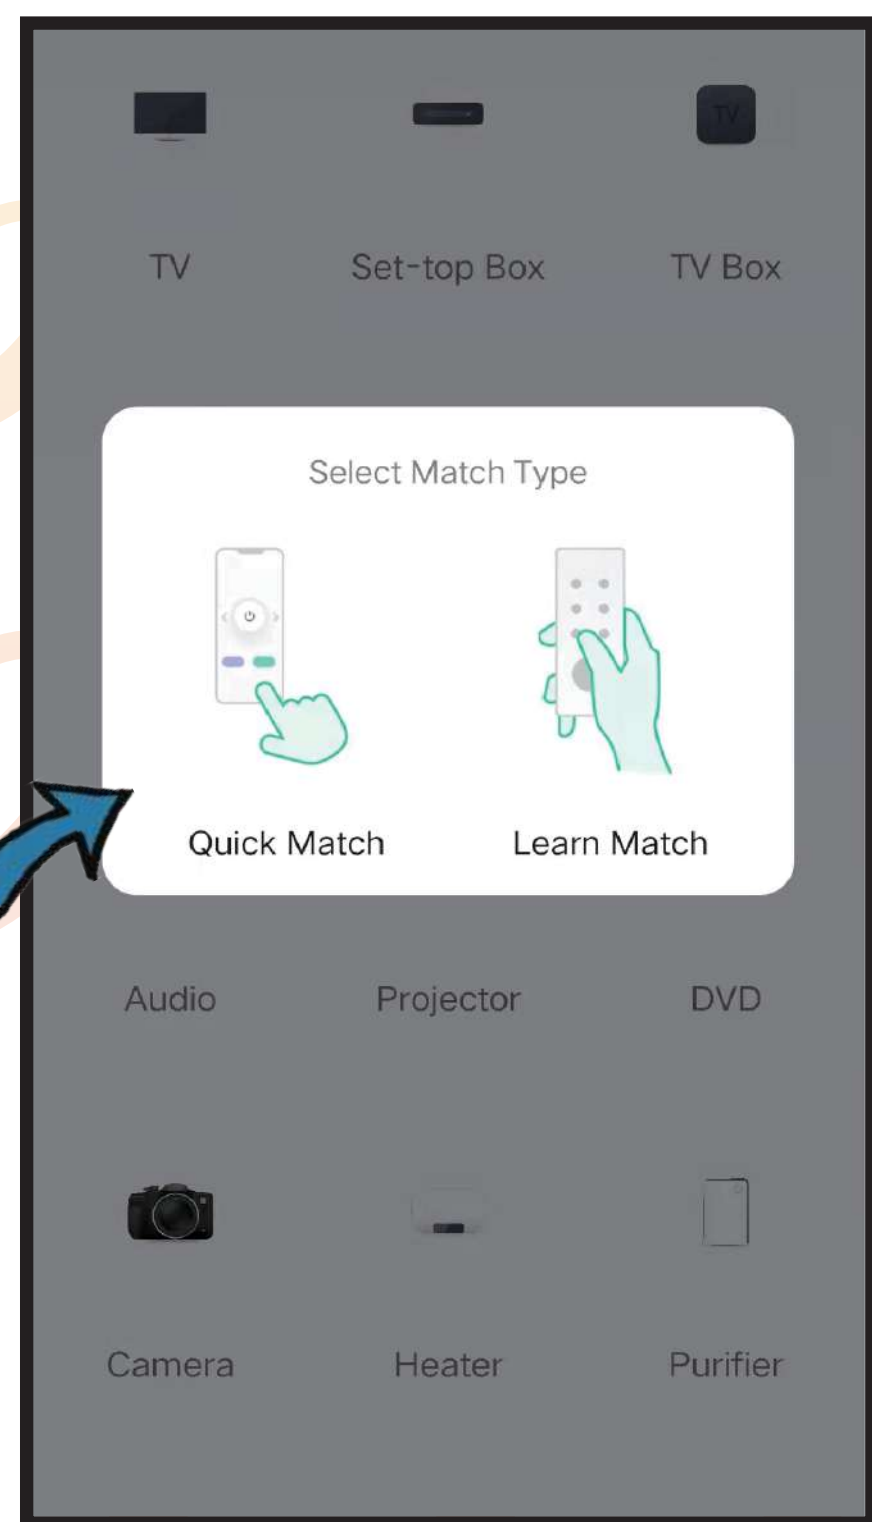 TV
TV Set-top Box TV Box
Select Match Type
Quick Match Learn Match
Audio Projector DVD
Camera Heater Purifier